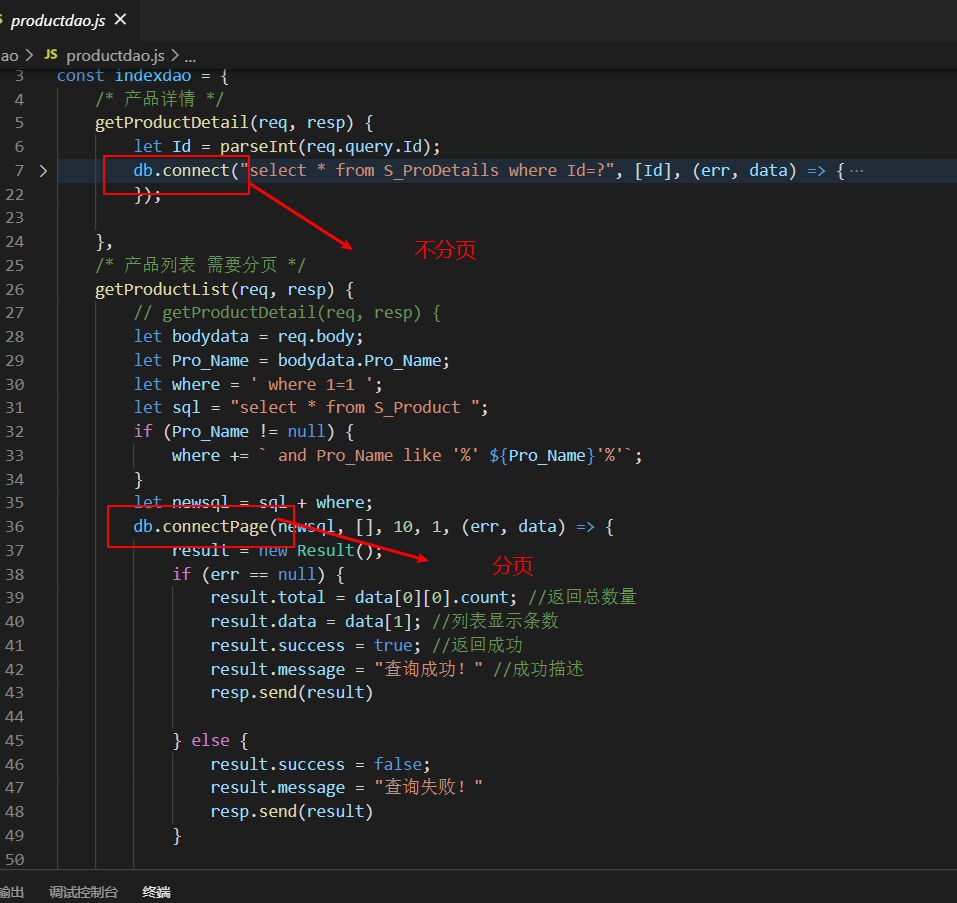 productdao.js ×
ao > JS productdao.js > ...
3 const indexdao = {
4 /* 产品详情 */
5 getProductDetail(req, resp) {
6 let Id = parseInt(req.query.Id);
7 > db.connect("select * from S_ProDetails where Id=?", [Id], (err, data) => { ...
22 });
23
不分页
24 },
25 /* 产品列表 需要分页 */
26 getProductList(req, resp) {
27 // getProductDetail(req, resp) {
28 let bodydata = req.body;
29 let Pro_Name = bodydata.Pro_Name;
30 let where = ' where 1=1 ';
31 let sql = "select * from S_Product ";
32 if (Pro_Name != null) {
33 where += ` and Pro_Name like '%' ${Pro_Name}'%'`;
34 }
35 let newsql = sql + where;
36 db.connectPage(newsql, [], 10, 1, (err, data) => {
37 result = new Result();
分页
38 if (err == null) {
39 result.total = data[0][0].count; //返回总数量
40 result.data = data[1]; //列表显示条数
41 result.success = true; //返回成功
42 result.message = "查询成功！" //成功描述
43 resp.send(result)
44
45 } else {
46 result.success = false;
47 result.message = "查询失败！"
48 resp.send(result)
49 }
50
输出 调试控制台 终端